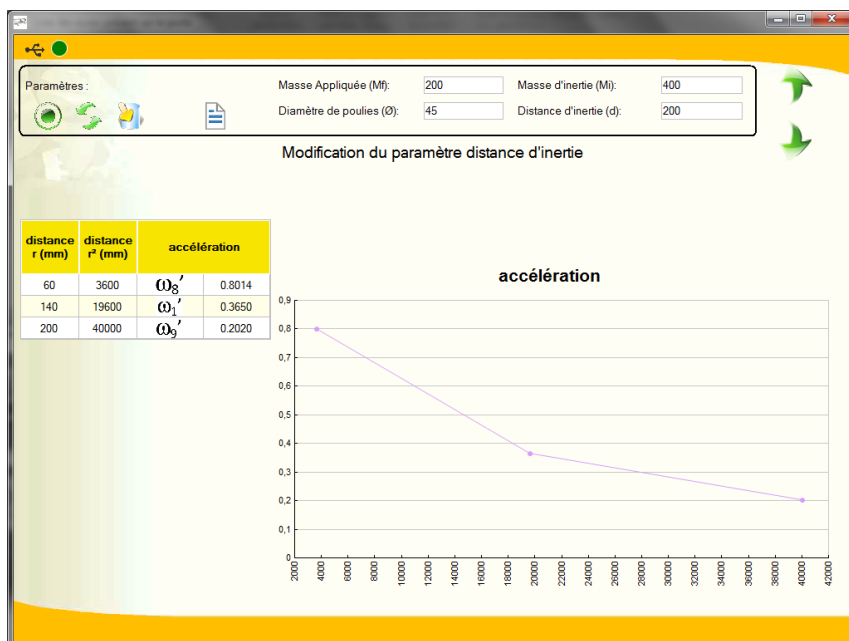 Paramètres :
Masse Appliquée (Mf): 200 Masse d'inertie (Mi): 400
Diamètre de poulies (Ø): 45 Distance d'inertie (d): 200
Modification du paramètre distance d'inertie
distance r (mm) distance r² (mm) accélération
60 3600 ω8′ 0.8014
140 19600 ω1′ 0.3650
200 40000 ω9′ 0.2020
accélération
0,9
0,8
0,7
0,6
0,5
0,4
0,3
0,2
0,1
0
2000 4000 6000 8000 10000 12000 14000 16000 18000 20000 22000 24000 26000 28000 30000 32000 34000 36000 38000 40000 42000